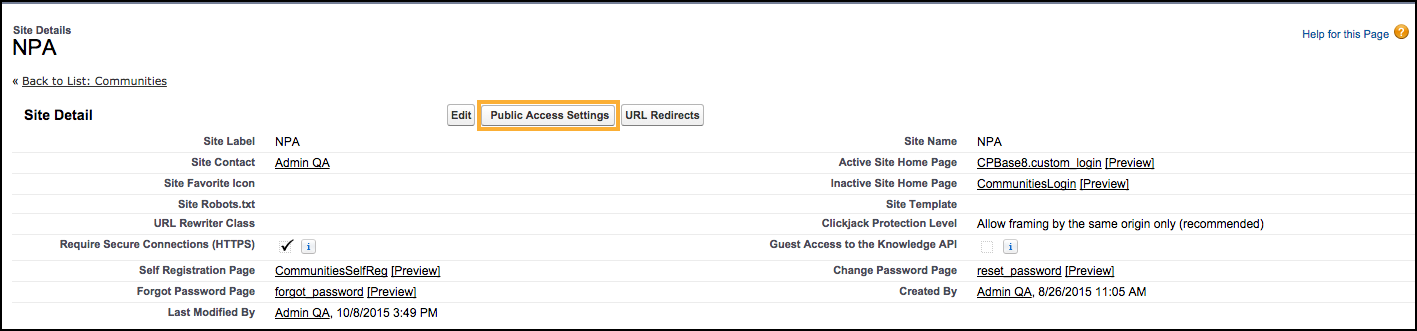 Site Details
NPA
Help for this Page ?
« Back to List: Communities
Site Detail Edit Public Access Settings URL Redirects
Site Label NPA Site Name NPA
Site Contact Admin QA Active Site Home Page CPBase8.custom_login [Preview]
Site Favorite Icon Inactive Site Home Page CommunitiesLogin [Preview]
Site Robots.txt Site Template
URL Rewriter Class Clickjack Protection Level Allow framing by the same origin only (recommended)
Require Secure Connections (HTTPS) i Guest Access to the Knowledge API i
Self Registration Page CommunitiesSelfReg [Preview] Change Password Page reset_password [Preview]
Forgot Password Page forgot_password [Preview] Created By Admin QA, 8/26/2015 11:05 AM
Last Modified By Admin QA, 10/8/2015 3:49 PM